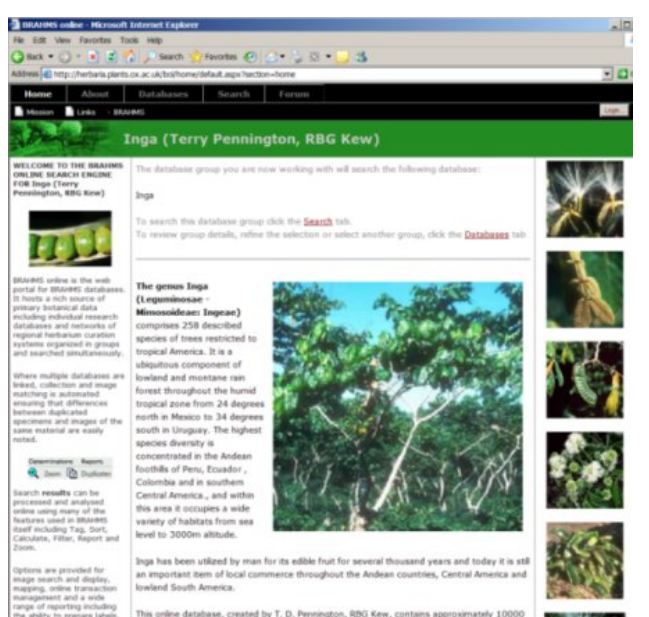 BRAHMS online - Microsoft Internet Explorer
File Edit View Favorites Tools Help
Back Search Favorites
Address http://herbaria.plants.ox.ac.uk/bol/home/default.aspx?section=home
Home About Databases Search Forum
Mission Links BRAHMS Login...
Inga (Terry Pennington, RBG Kew)
WELCOME TO THE BRAHMS
ONLINE SEARCH ENGINE
FOR Inga (Terry
Pennington, RBG Kew)
BRAHMS online is the web
portal for BRAHMS databases.
It hosts a rich source of
primary botanical data
including individual research
databases and networks of
regional herbarium curation
systems organized in groups
and searched simultaneously.
Where multiple databases are
linked, collection and image
matching is automated
ensuring that differences
between duplicated
specimens and images of the
same material are easily
noted.
Determinations Reports
Zoom Duplicates
Search results can be
processed and analysed
online using many of the
features used in BRAHMS
itself including Tag, Sort,
Calculate, Filter, Report and
Zoom.
Options are provided for
image search and display,
mapping, online transaction
management and a wide
range of reporting including
the ability to prepare labels
The database group you are now working with will search the following database:
Inga
To search this database group click the Search tab.
To review group details, refine the selection or select another group, click the Databases tab
The genus Inga
(Leguminosae -
Mimosoideae: Ingeae)
comprises 258 described
species of trees restricted to
tropical America. It is a
ubiquitous component of
lowland and montane rain
forest throughout the humid
tropical zone from 24 degrees
north in Mexico to 34 degrees
south in Uruguay. The highest
species diversity is
concentrated in the Andean
foothills of Peru, Ecuador ,
Colombia and in southern
Central America., and within
this area it occupies a wide
variety of habitats from sea
level to 3000m altitude.
Inga has been utilized by man for its edible fruit for several thousand years and today it is still
an important item of local commerce throughout the Andean countries, Central America and
lowland South America.
This online database, created by T. D. Pennington, RBG Kew, contains approximately 10000